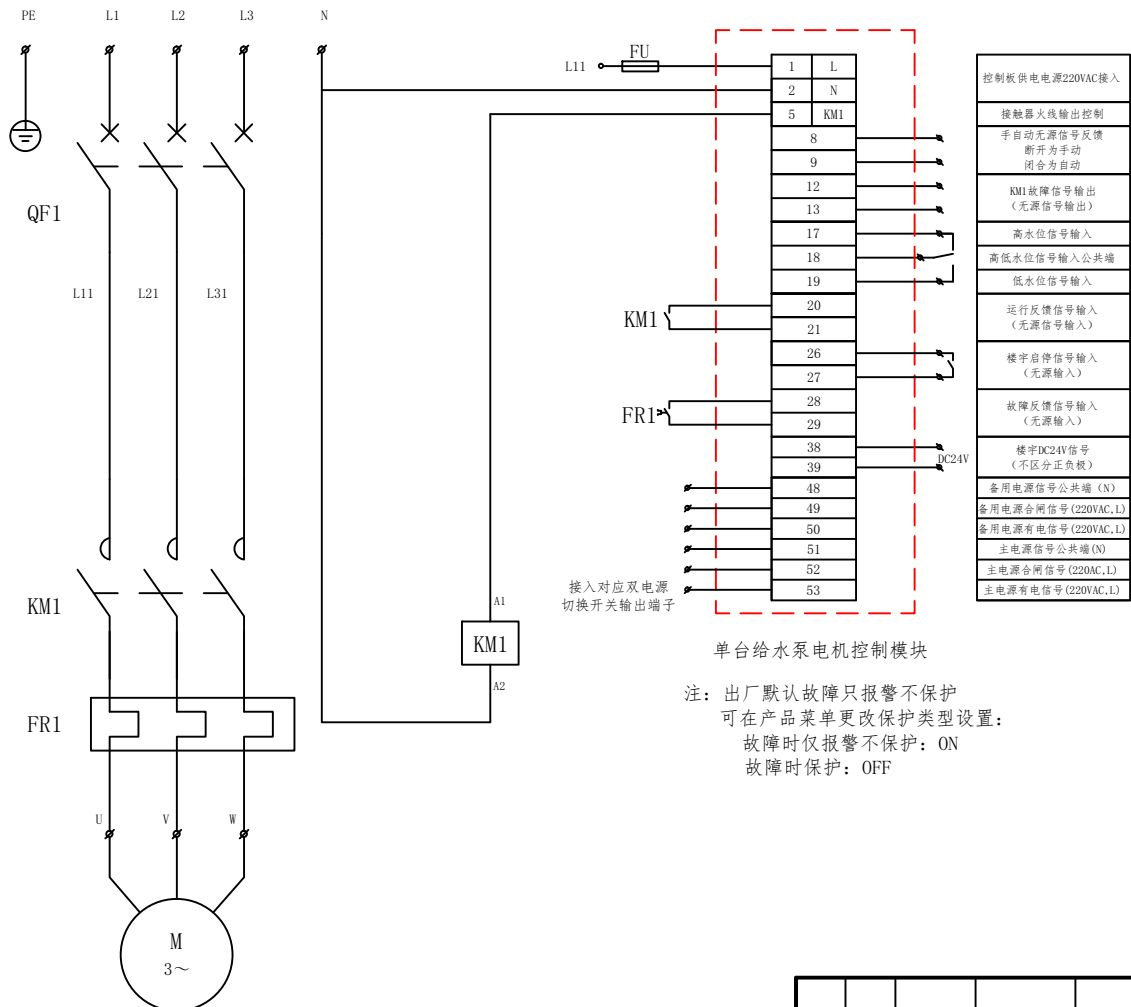 PE
L1
L2
L3
N
QF1
L11
L21
L31
KM1
FR1
U
V
W
M
3～
L11
FU
A1
KM1
A2
KM1
FR1
接入对应双电源
切换开关输出端子
1 L
2 N
5 KM1
8
9
12
13
17
18
19
20
21
26
27
28
29
38
39
48
49
50
51
52
53
DC24V
控制板供电电源220VAC接入
接触器火线输出控制
手自动无源信号反馈
断开为手动
闭合为自动
KM1故障信号输出
（无源信号输出）
高水位信号输入
高低水位信号输入公共端
低水位信号输入
运行反馈信号输入
（无源信号输入）
楼宇启停信号输入
（无源输入）
故障反馈信号输入
（无源输入）
楼宇DC24V信号
（不区分正负极）
备用电源信号公共端（N）
备用电源合闸信号(220VAC,L)
备用电源有电信号(220VAC,L)
主电源信号公共端(N)
主电源合闸信号(220AC,L)
主电源有电信号(220VAC,L)
单台给水泵电机控制模块
注：出厂默认故障只报警不保护
可在产品菜单更改保护类型设置：
故障时仅报警不保护：ON
故障时保护：OFF